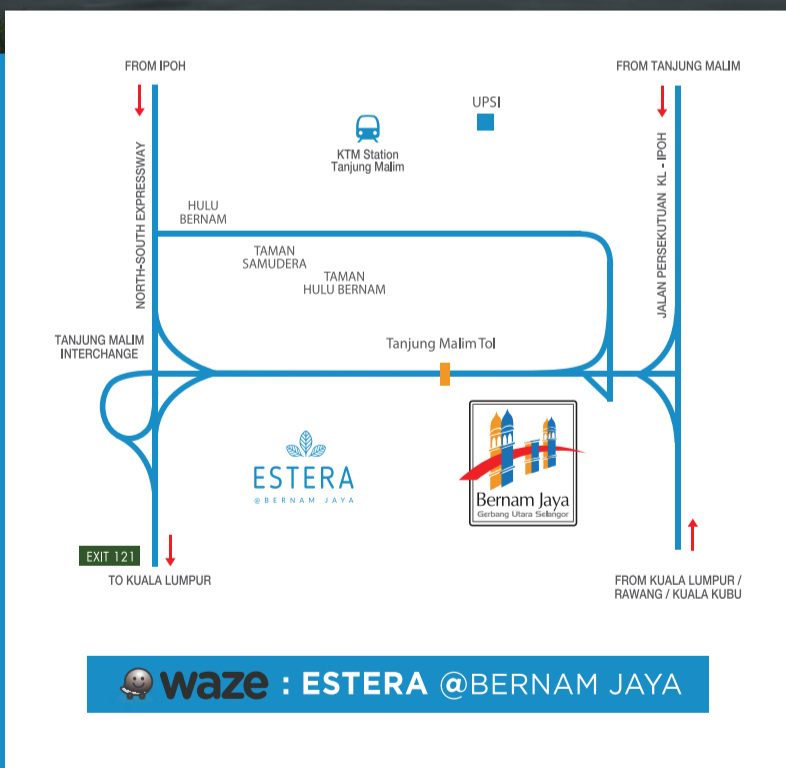 FROM IPOH
FROM TANJUNG MALIM
UPSI
KTM Station
Tanjung Malim
NORTH-SOUTH EXPRESSWAY
JALAN PERSEKUTUAN KL - IPOH
HULU
BERNAM
TAMAN
SAMUDERA
TAMAN
HULU BERNAM
TANJUNG MALIM
INTERCHANGE
Tanjung Malim Tol
ESTERA
@BERNAM JAYA
Bernam Jaya
Gerbang Utara Selangor
EXIT 121
TO KUALA LUMPUR
FROM KUALA LUMPUR /
RAWANG / KUALA KUBU
waze : ESTERA @BERNAM JAYA